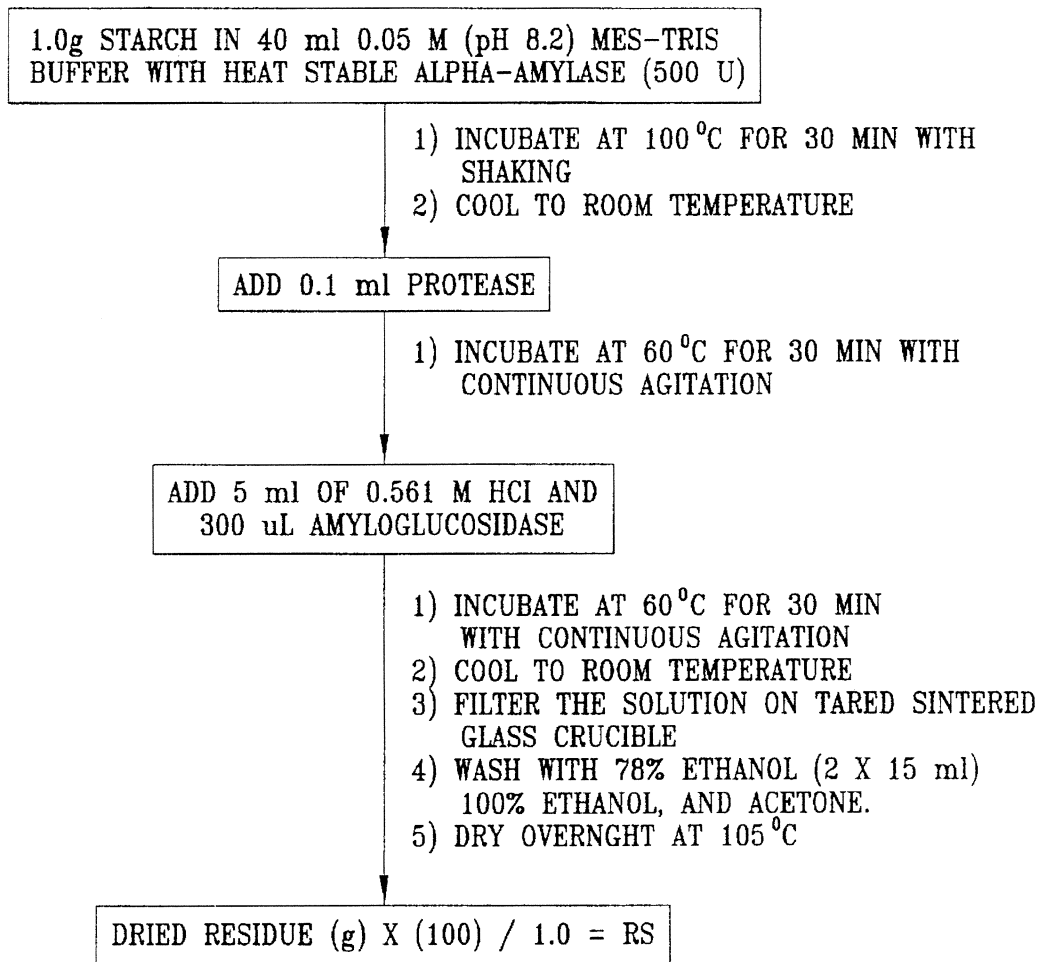 1.0g STARCH IN 40 ml 0.05 M (pH 8.2) MES-TRIS
BUFFER WITH HEAT STABLE ALPHA-AMYLASE (500 U)
1) INCUBATE AT 100°C FOR 30 MIN WITH
SHAKING
2) COOL TO ROOM TEMPERATURE
ADD 0.1 ml PROTEASE
1) INCUBATE AT 60°C FOR 30 MIN WITH
CONTINUOUS AGITATION
ADD 5 ml OF 0.561 M HCI AND
300 uL AMYLOGLUCOSIDASE
1) INCUBATE AT 60°C FOR 30 MIN
WITH CONTINUOUS AGITATION
2) COOL TO ROOM TEMPERATURE
3) FILTER THE SOLUTION ON TARED SINTERED
GLASS CRUCIBLE
4) WASH WITH 78% ETHANOL (2 X 15 ml)
100% ETHANOL, AND ACETONE.
5) DRY OVERNGHT AT 105°C
DRIED RESIDUE (g) X (100) / 1.0 = RS